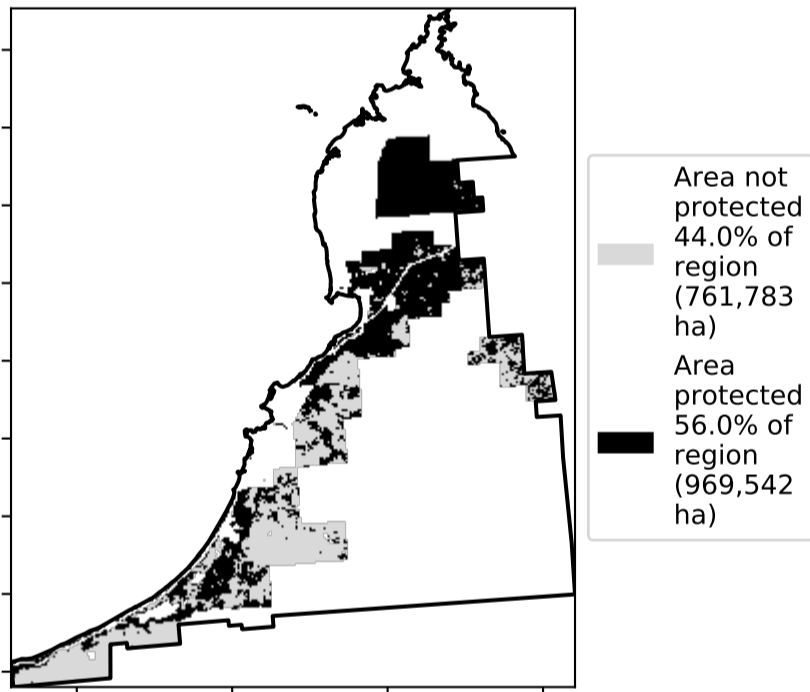 Area not
protected
44.0% of
region
(761,783
ha)
Area
protected
56.0% of
region
(969,542
ha)